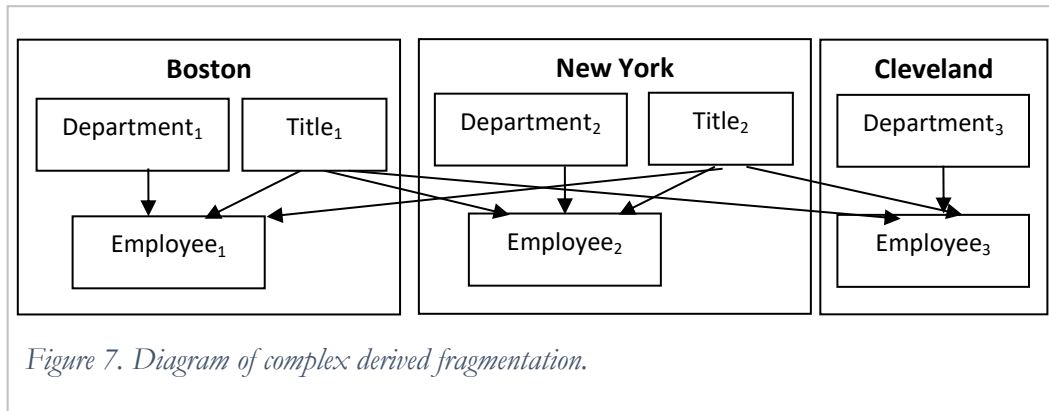 Boston New York Cleveland
Department₁ Title₁ Department₂ Title₂ Department₃
Employee₁ Employee₂ Employee₃
Figure 7. Diagram of complex derived fragmentation.